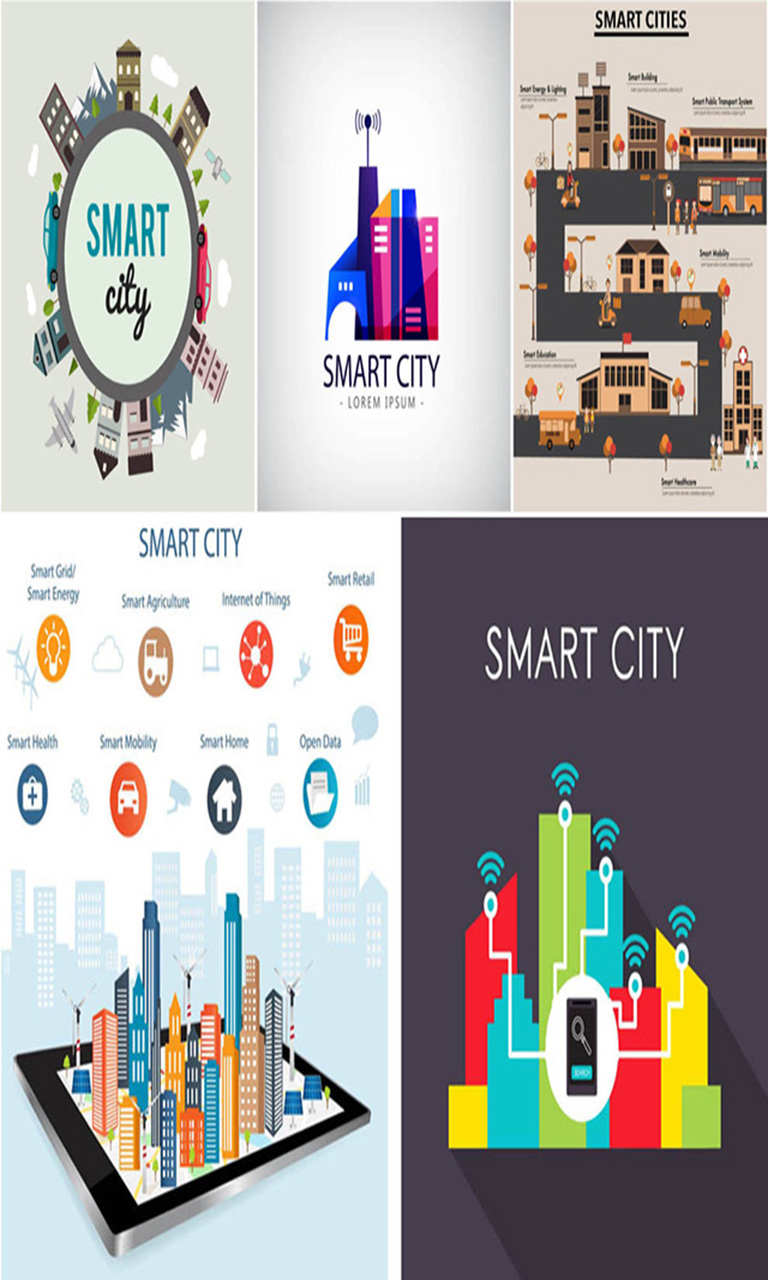 SMART
city
SMART CITY
- LOREM IPSUM -
SMART CITIES
Smart Energy & Lighting
Smart Building
Smart Public Transport System
Smart Mobility
Smart Education
Smart Healthcare
SMART CITY
Smart Grid/
Smart Energy
Smart Agriculture
Internet of Things
Smart Retail
Smart Health
Smart Mobility
Smart Home
Open Data
SMART CITY
SEARCH